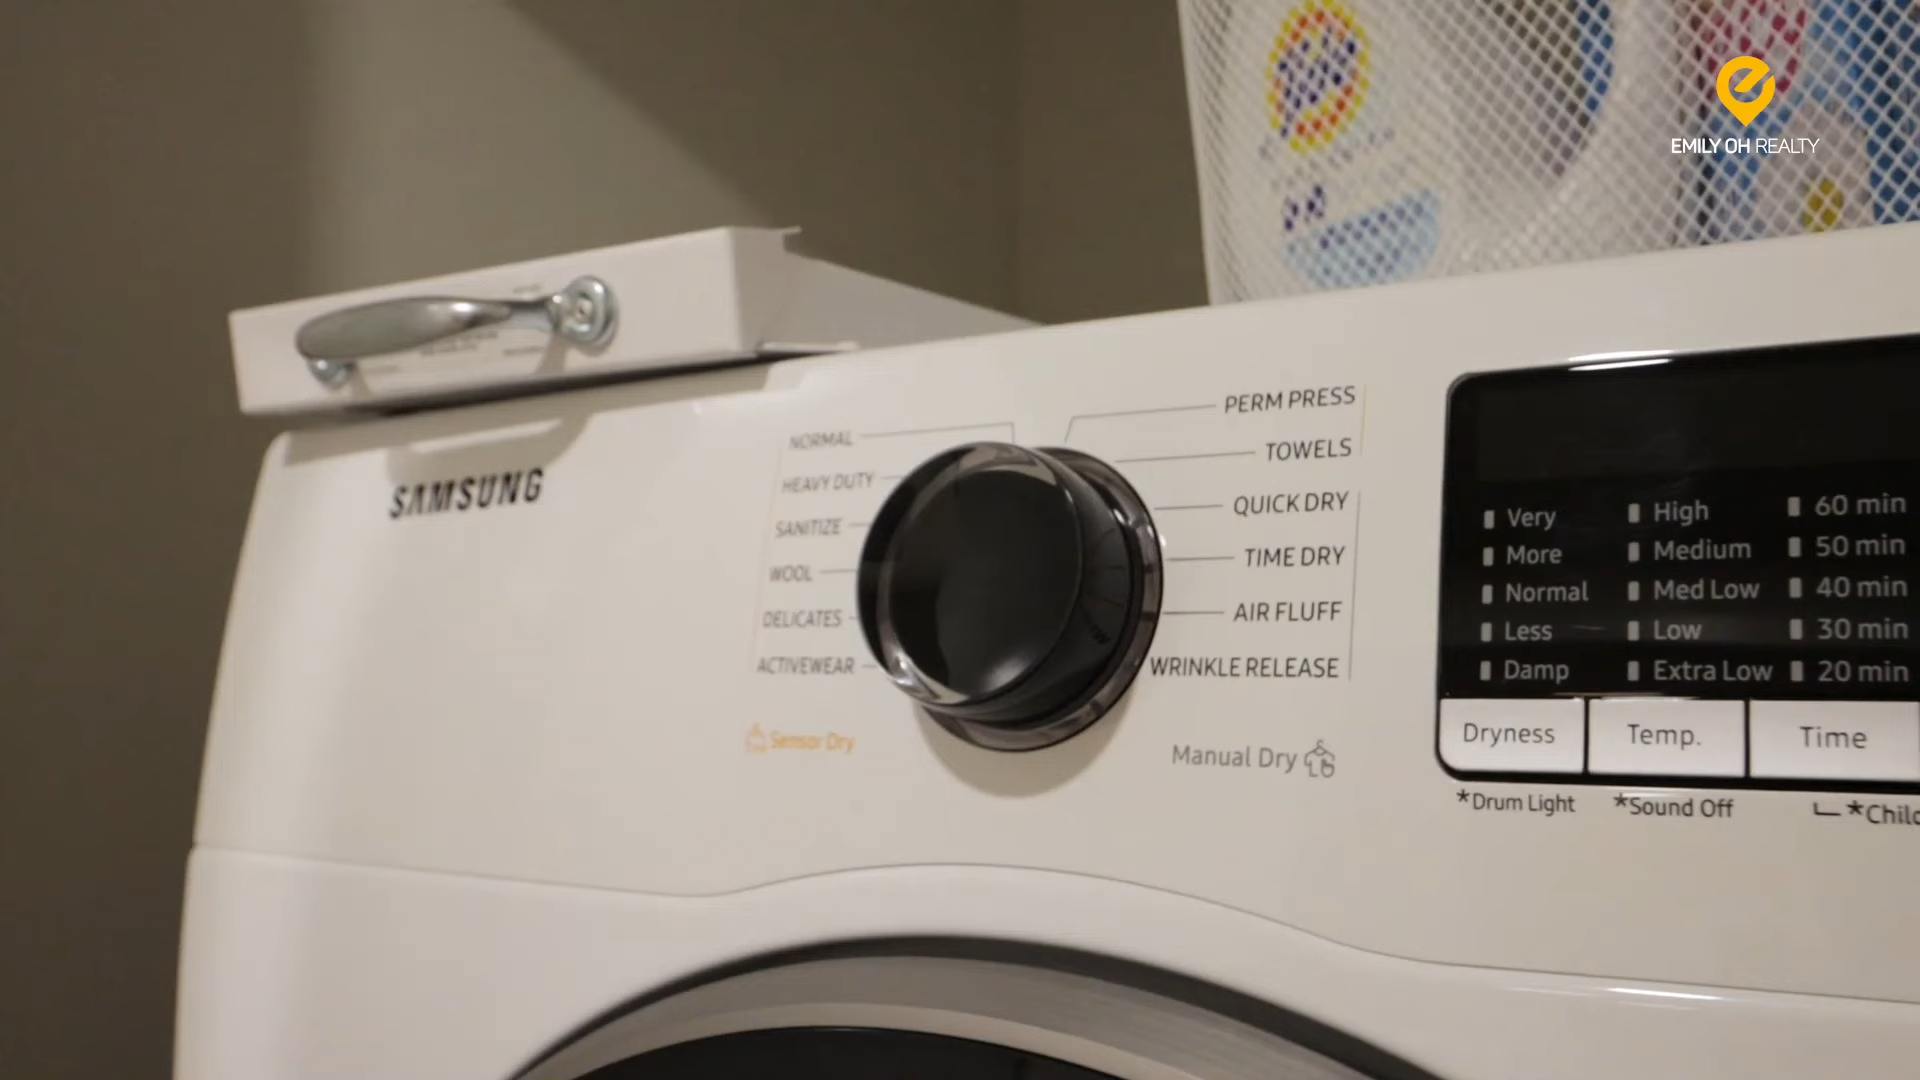 EMILY OH REALTY
SAMSUNG
NORMAL
HEAVY DUTY
SANITIZE
WOOL
DELICATES
ACTIVEWEAR
Sensor Dry
PERM PRESS
TOWELS
QUICK DRY
TIME DRY
AIR FLUFF
WRINKLE RELEASE
Manual Dry
Very High 60 min
More Medium 50 min
Normal Med Low 40 min
Less Low 30 min
Damp Extra Low 20 min
Dryness Temp. Time
*Drum Light *Sound Off *Chilc